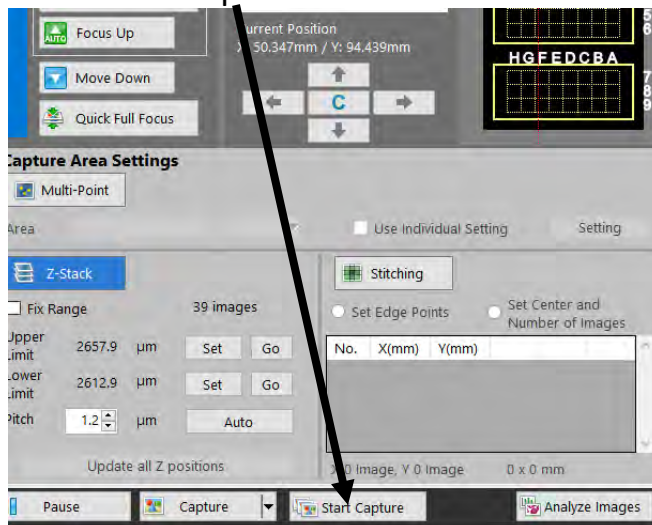 Focus Up
Current Position
X: 50.347mm / Y: 94.439mm
Move Down
C
Quick Full Focus
5
6
HGFEDCBA
7
8
9
Capture Area Settings
Multi-Point
Area
Use Individual Setting
Setting
Z-Stack
Stitching
Fix Range
39 images
Set Edge Points
Set Center and
Number of Images
Upper
Limit
2657.9 µm
Set
Go
No. X(mm) Y(mm)
Lower
Limit
2612.9 µm
Set
Go
Pitch
1.2
µm
Auto
Update all Z positions
X 0 Image, Y 0 Image
0 x 0 mm
Pause
Capture
Start Capture
Analyze Images